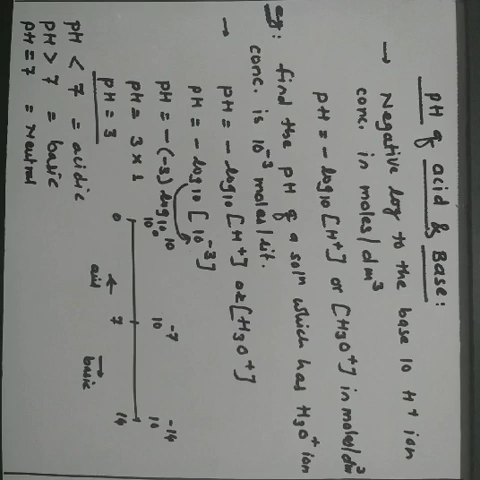 pH of acid & Base:
→ Negative log to the base 10 H+ ion
conc. in moles/dm³
pH = - log10 [H+] or [H3O+] in moles/dm³
eg: find the pH of a soln which has H3O+ ion
conc. is 10⁻³ moles/lit.
→ pH = - log10 [H+] or [H3O+]
pH = - log10 [10⁻³]
pH = -(-3) log10 10
pH = 3 x 1
pH = 3
10⁰ 10⁻⁷ 10⁻¹⁴
0 7 14
← acid → basic
pH < 7 = acidic
pH > 7 = basic
pH = 7 = Neutral